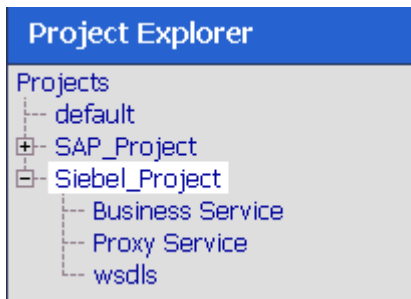 Project Explorer
Projects
default
SAP_Project
Siebel_Project
Business Service
Proxy Service
wsdls